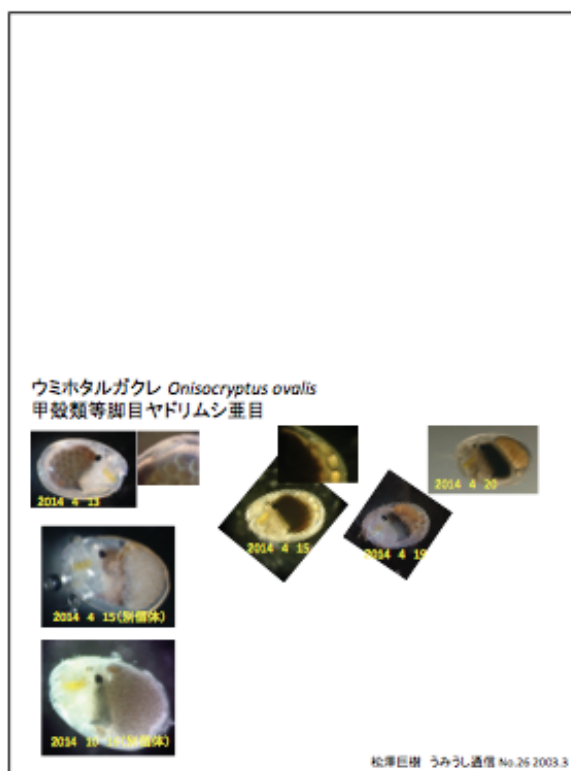 ウミホタルガクレ Onisocryptus ovalis
甲殻類等脚目ヤドリムシ亜目
2014 4 13
2014 4 15
2014 4 19
2014 4 20
2014 4 15(別個体)
2014 10 (別個体)
松澤巨樹 うみうし通信 No.26 2003.3